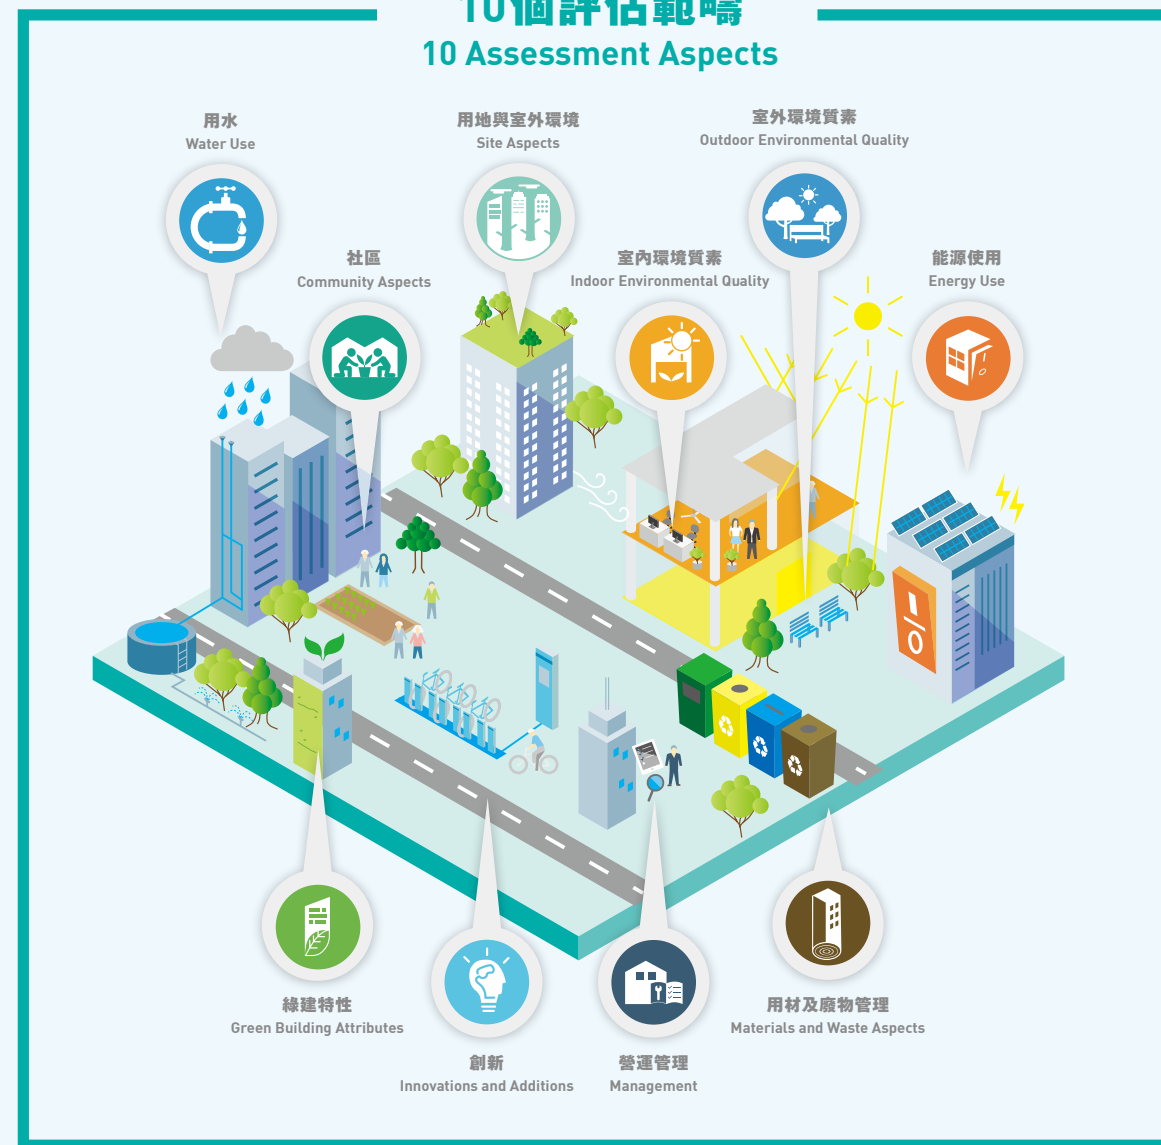 10個評估範疇
10 Assessment Aspects
用水
Water Use
用地與室外環境
Site Aspects
室外環境質素
Outdoor Environmental Quality
社區
Community Aspects
室內環境質素
Indoor Environmental Quality
能源使用
Energy Use
綠建特性
Green Building Attributes
創新
Innovations and Additions
營運管理
Management
用材及廢物管理
Materials and Waste Aspects